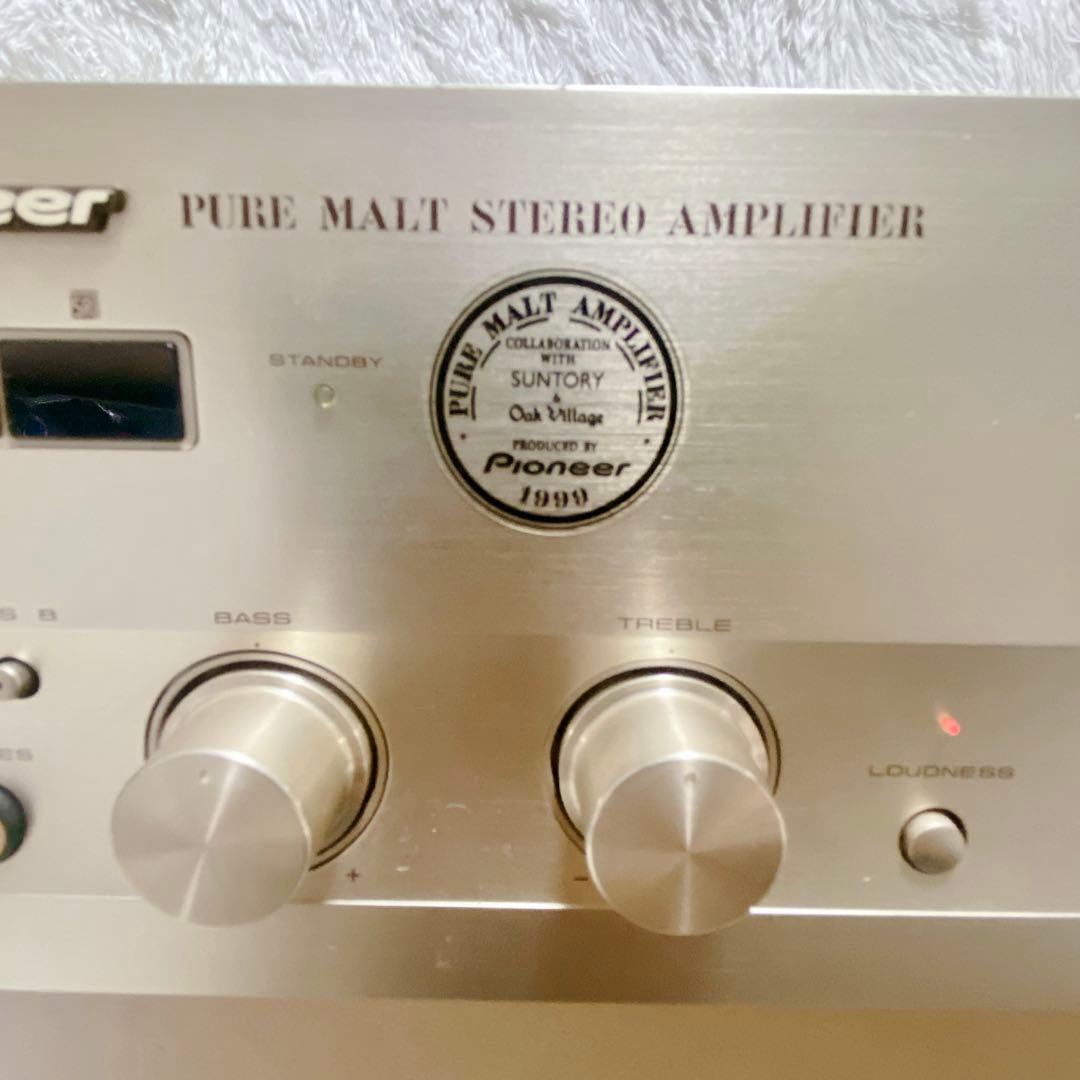 eer
PURE MALT STEREO AMPLIFIER
STANDBY
PURE MALT AMPLIFIER
COLLABORATION
WITH
SUNTORY
&
Oak Village
PRODUCED BY
Pioneer
1999
S B
BASS
TREBLE
ES
LOUDNESS
+
−